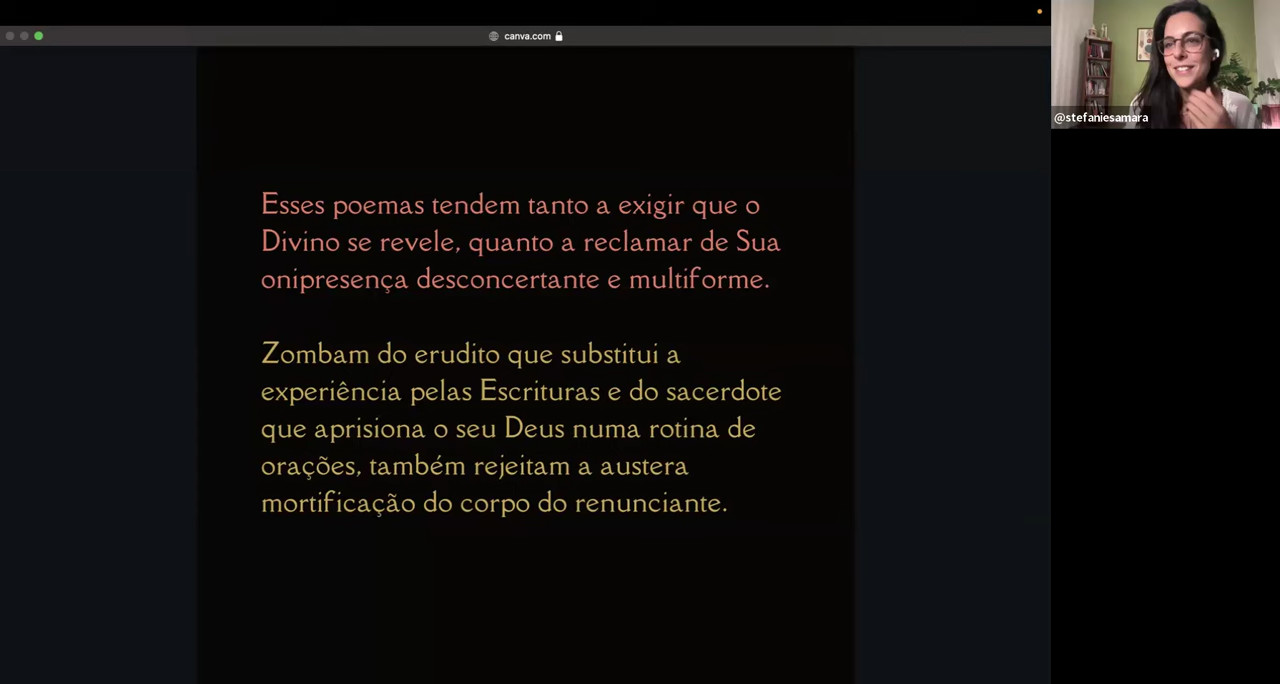 canva.com
@stefaniesamara
Esses poemas tendem tanto a exigir que o
Divino se revele, quanto a reclamar de Sua
onipresença desconcertante e multiforme.
Zombam do erudito que substitui a
experiência pelas Escrituras e do sacerdote
que aprisiona o seu Deus numa rotina de
orações, também rejeitam a austera
mortificação do corpo do renunciante.